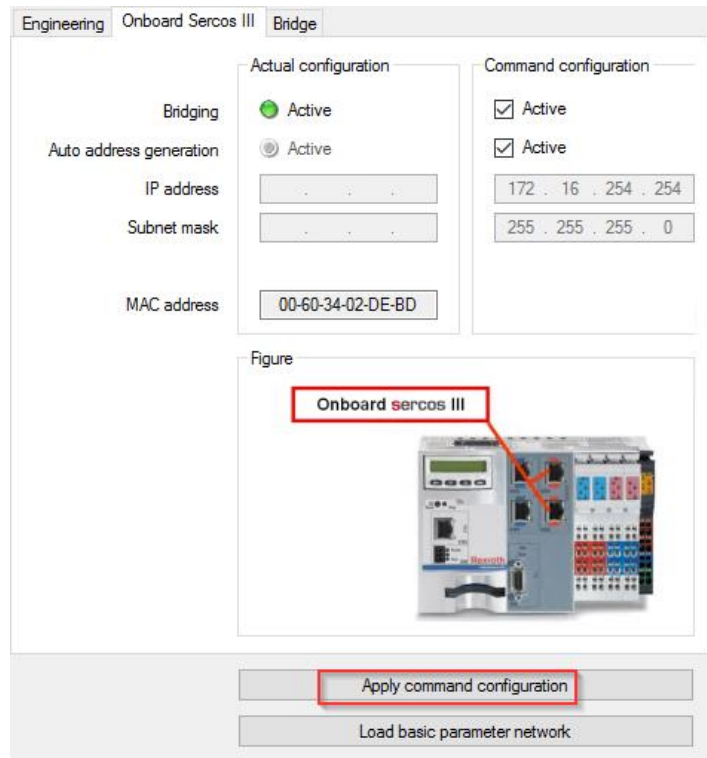 Engineering Onboard Sercos III Bridge
Actual configuration Command configuration
Bridging Active Active
Auto address generation Active Active
IP address . . . 172 . 16 . 254 . 254
Subnet mask . . . 255 . 255 . 255 . 0
MAC address 00-60-34-02-DE-BD
Figure
Onboard sercos III
Rexroth
Apply command configuration
Load basic parameter network